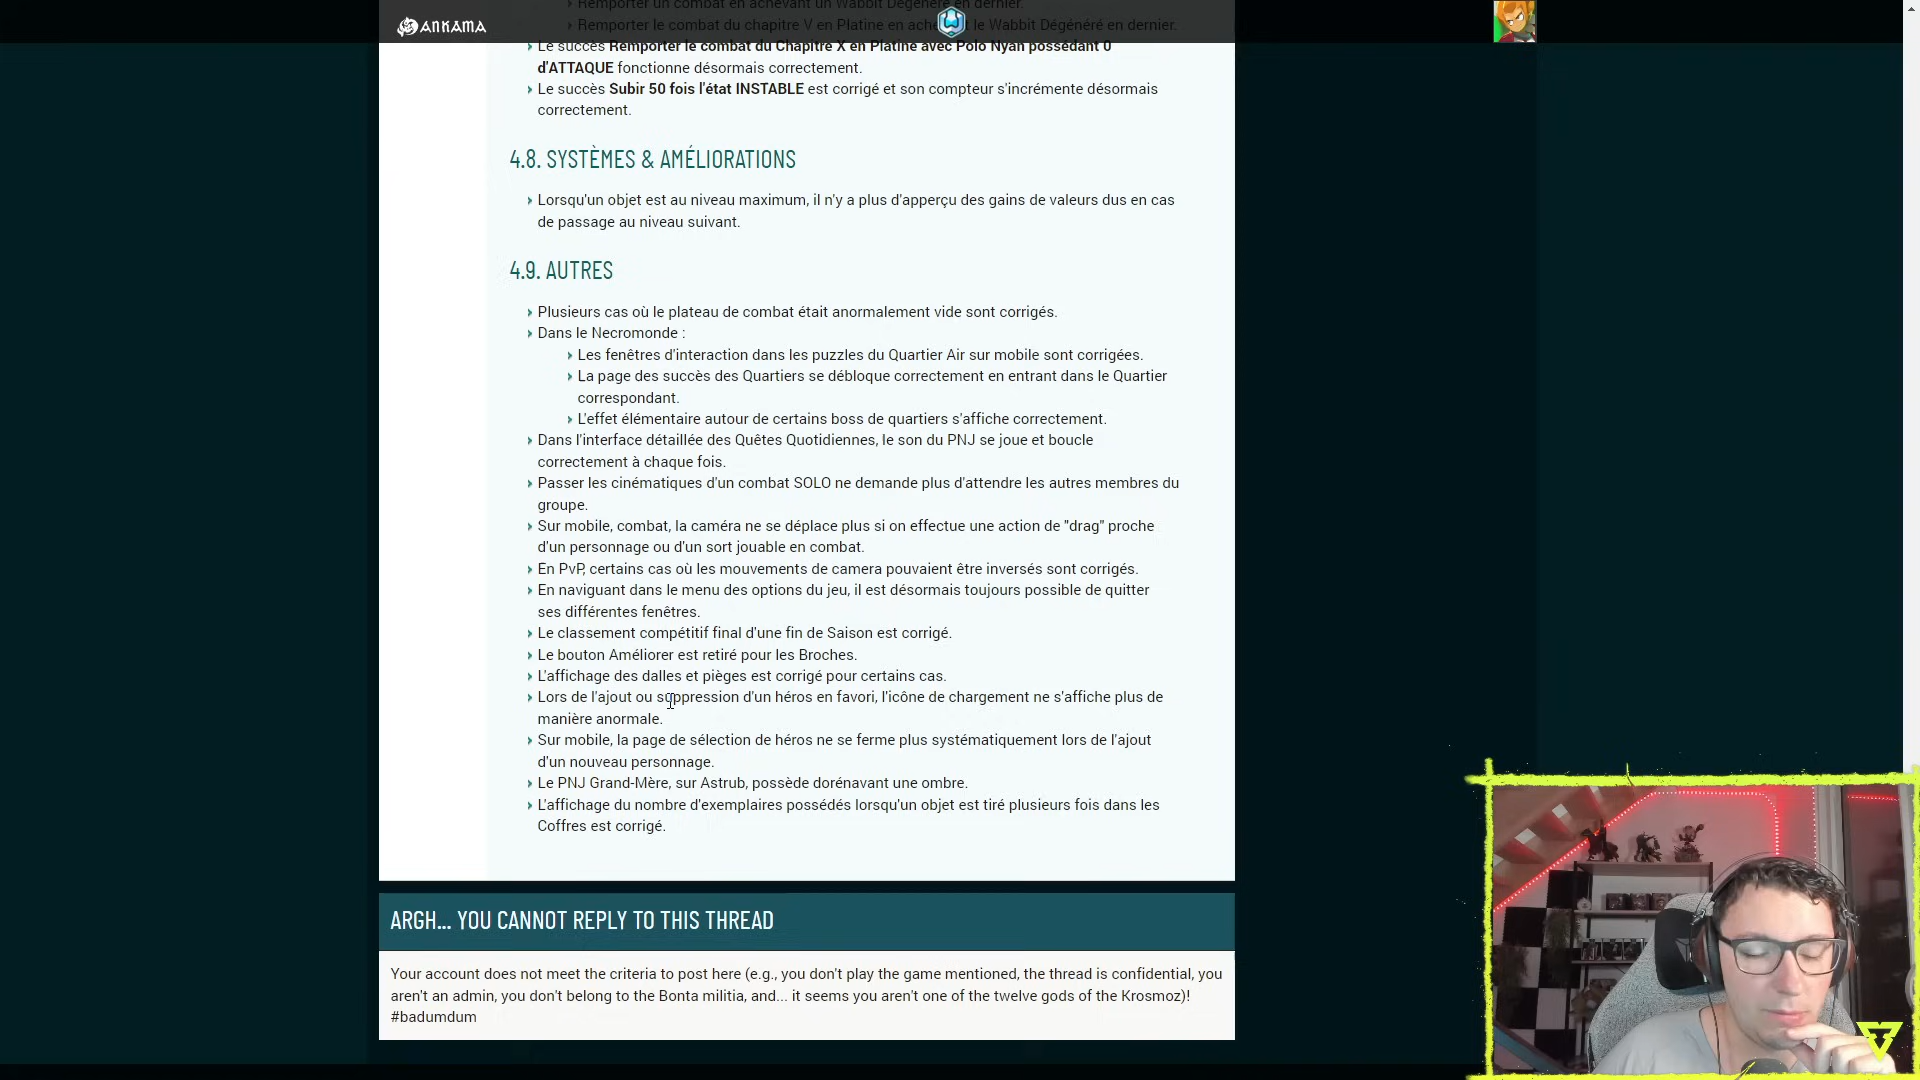 Remporter un combat en achevant un Wabbit Dégénéré en dernier.
ANKAMA
Remporter le combat du chapitre V en Platine en ache le Wabbit Dégénéré en dernier.
Le succès Remporter le combat du Chapitre X en Platine avec Polo Nyan possédant 0
d'ATTAQUE fonctionne désormais correctement.
Le succès Subir 50 fois l'état INSTABLE est corrigé et son compteur s'incrémente désormais
correctement.
4.8. SYSTÈMES & AMÉLIORATIONS
Lorsqu'un objet est au niveau maximum, il n'y a plus d'apperçu des gains de valeurs dus en cas
de passage au niveau suivant.
4.9. AUTRES
Plusieurs cas où le plateau de combat était anormalement vide sont corrigés.
Dans le Necromonde :
Les fenêtres d'interaction dans les puzzles du Quartier Air sur mobile sont corrigées.
La page des succès des Quartiers se débloque correctement en entrant dans le Quartier
correspondant.
L'effet élémentaire autour de certains boss de quartiers s'affiche correctement.
Dans l'interface détaillée des Quêtes Quotidiennes, le son du PNJ se joue et boucle
correctement à chaque fois.
Passer les cinématiques d'un combat SOLO ne demande plus d'attendre les autres membres du
groupe.
Sur mobile, combat, la caméra ne se déplace plus si on effectue une action de "drag" proche
d'un personnage ou d'un sort jouable en combat.
En PvP, certains cas où les mouvements de camera pouvaient être inversés sont corrigés.
En naviguant dans le menu des options du jeu, il est désormais toujours possible de quitter
ses différentes fenêtres.
Le classement compétitif final d'une fin de Saison est corrigé.
Le bouton Améliorer est retiré pour les Broches.
L'affichage des dalles et pièges est corrigé pour certains cas.
Lors de l'ajout ou suppression d'un héros en favori, l'icône de chargement ne s'affiche plus de
manière anormale.
Sur mobile, la page de sélection de héros ne se ferme plus systématiquement lors de l'ajout
d'un nouveau personnage.
Le PNJ Grand-Mère, sur Astrub, possède dorénavant une ombre.
L'affichage du nombre d'exemplaires possédés lorsqu'un objet est tiré plusieurs fois dans les
Coffres est corrigé.
ARGH... YOU CANNOT REPLY TO THIS THREAD
Your account does not meet the criteria to post here (e.g., you don't play the game mentioned, the thread is confidential, you
aren't an admin, you don't belong to the Bonta militia, and... it seems you aren't one of the twelve gods of the Krosmoz)!
#badumdum